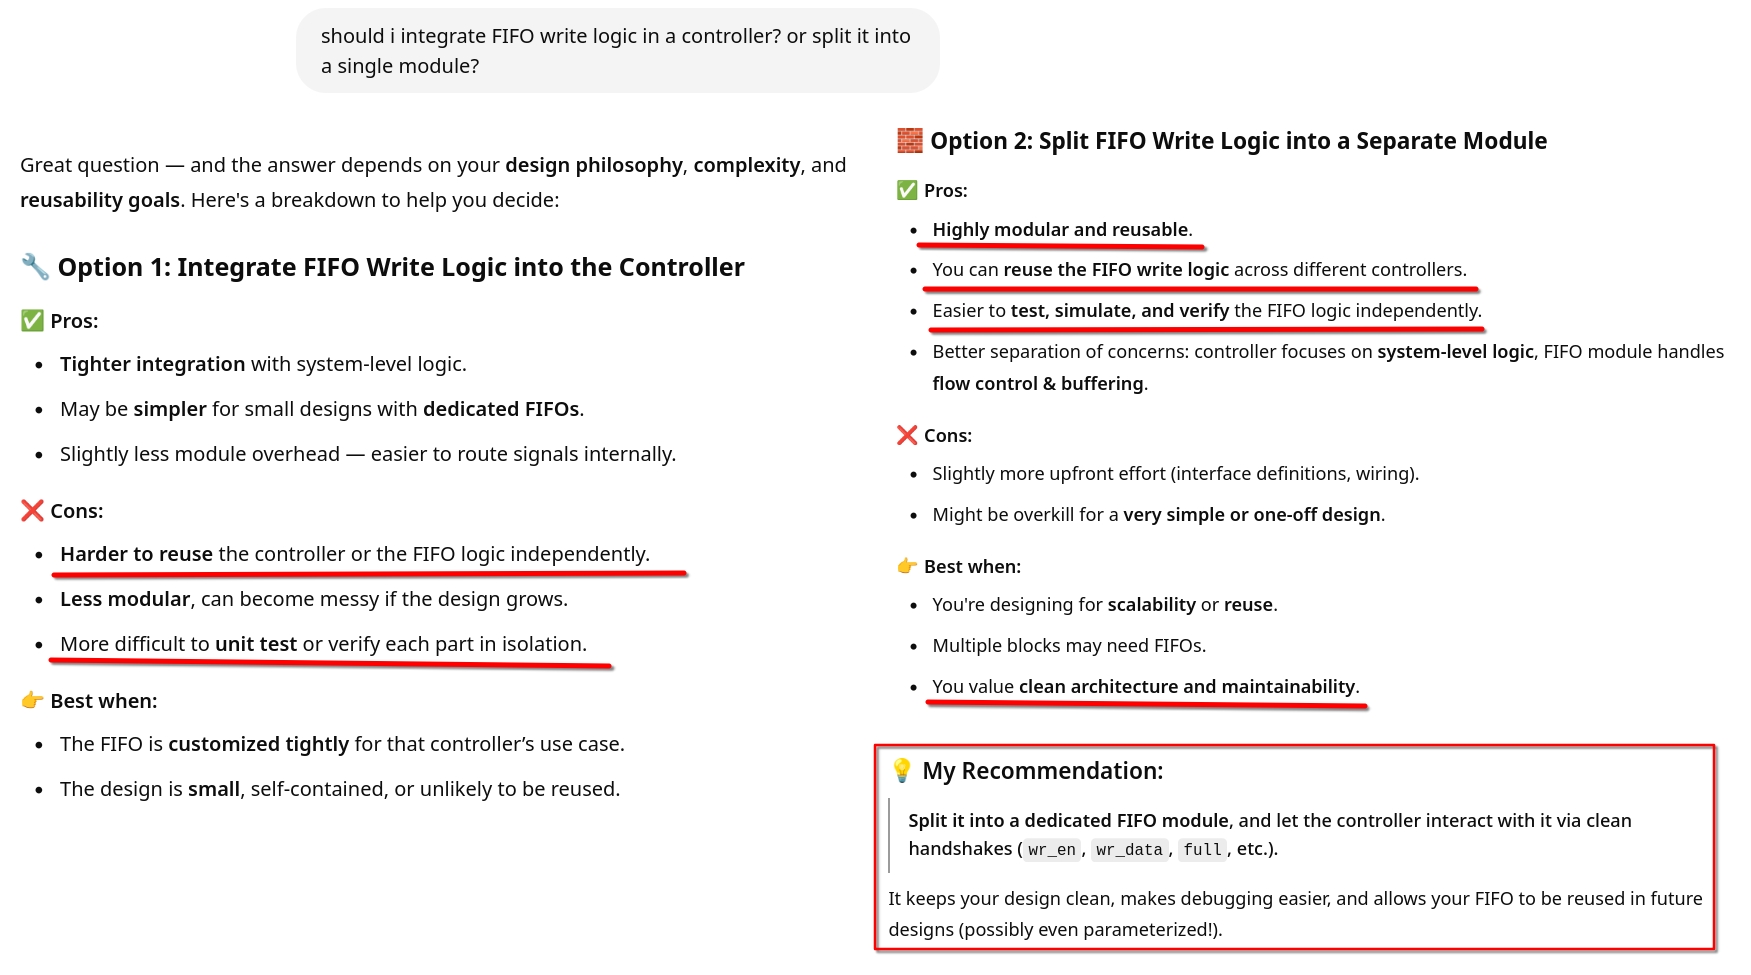 should i integrate FIFO write logic in a controller? or split it into
a single module?
Great question — and the answer depends on your design philosophy, complexity, and
reusability goals. Here's a breakdown to help you decide:
🔧 Option 1: Integrate FIFO Write Logic into the Controller
✅ Pros:
• Tighter integration with system-level logic.
• May be simpler for small designs with dedicated FIFOs.
• Slightly less module overhead — easier to route signals internally.
❌ Cons:
• Harder to reuse the controller or the FIFO logic independently.
• Less modular, can become messy if the design grows.
• More difficult to unit test or verify each part in isolation.
👉 Best when:
• The FIFO is customized tightly for that controller’s use case.
• The design is small, self-contained, or unlikely to be reused.
🧱 Option 2: Split FIFO Write Logic into a Separate Module
✅ Pros:
• Highly modular and reusable.
• You can reuse the FIFO write logic across different controllers.
• Easier to test, simulate, and verify the FIFO logic independently.
• Better separation of concerns: controller focuses on system-level logic, FIFO module handles
flow control & buffering.
❌ Cons:
• Slightly more upfront effort (interface definitions, wiring).
• Might be overkill for a very simple or one-off design.
👉 Best when:
• You're designing for scalability or reuse.
• Multiple blocks may need FIFOs.
• You value clean architecture and maintainability.
💡 My Recommendation:
Split it into a dedicated FIFO module, and let the controller interact with it via clean
handshakes (wr_en, wr_data, full, etc.).
It keeps your design clean, makes debugging easier, and allows your FIFO to be reused in future
designs (possibly even parameterized!).